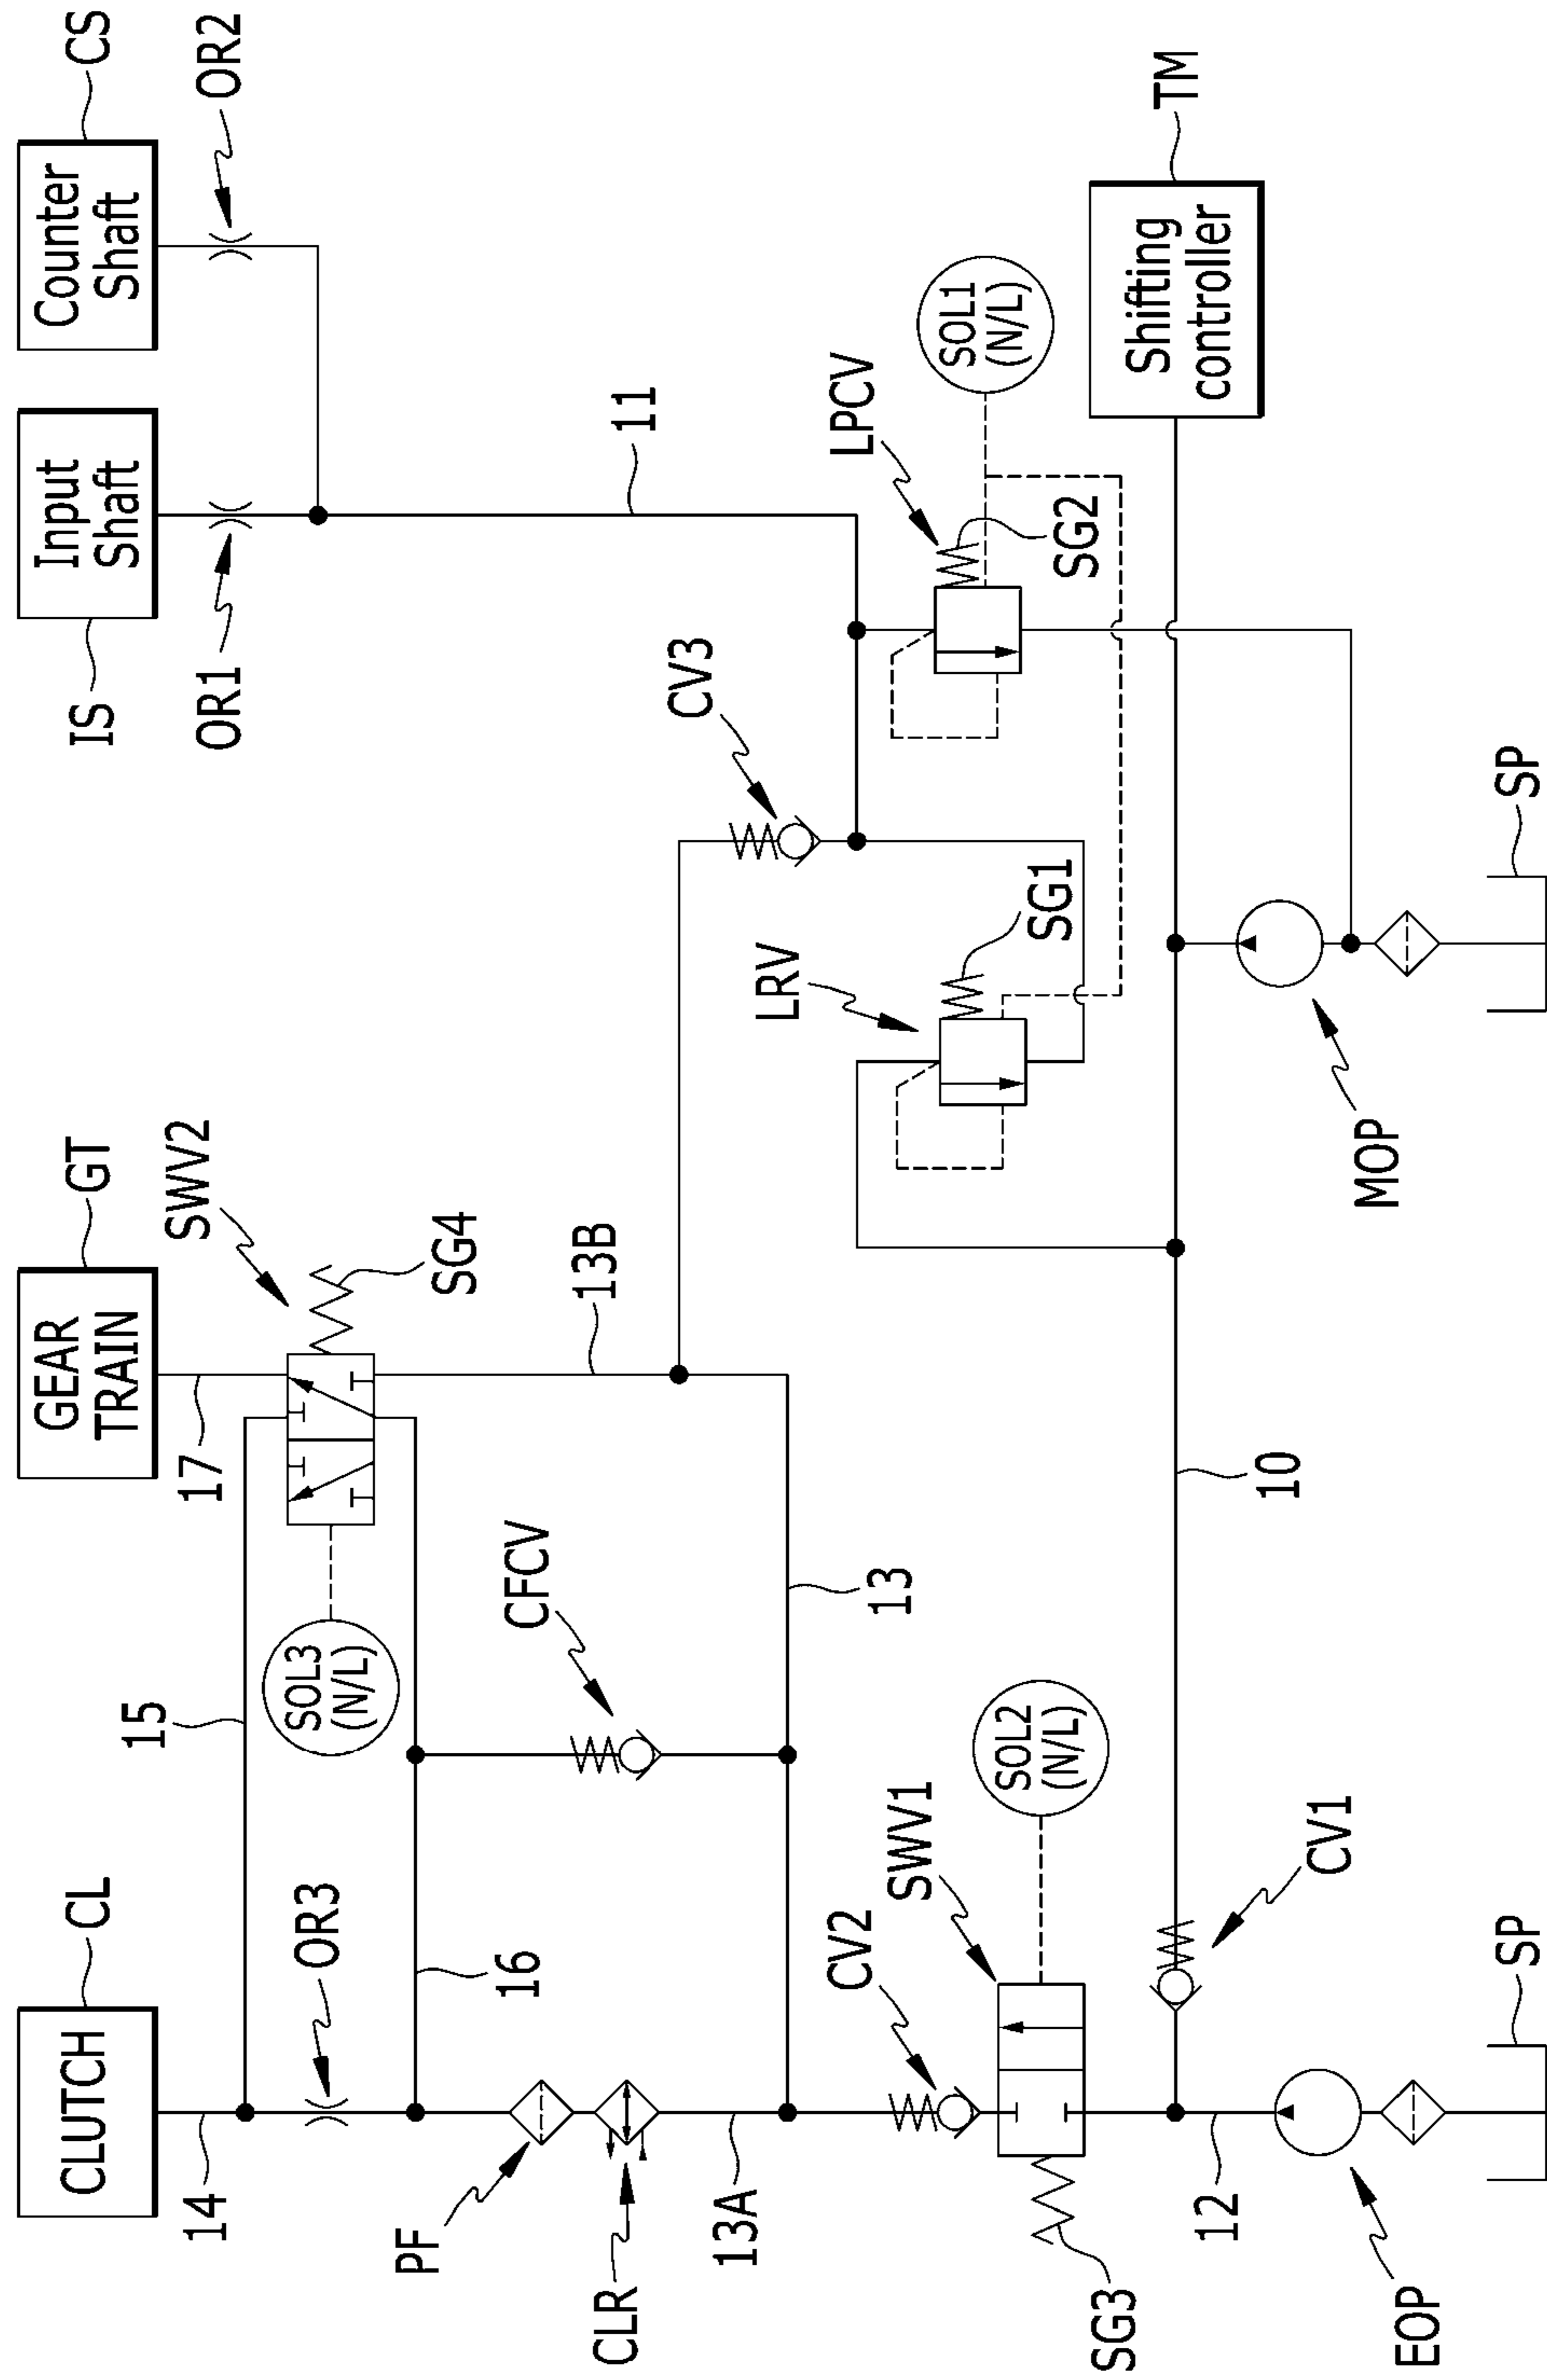 CL
CLUTCH
14
15
OR3
16
PF
CLR
13A
GT
GEAR
TRAIN
17
SWV2
SG4
SOL3
(N/L)
CFCV
13B
13
IS
Input
Shaft
OR1
CS
Counter
Shaft
OR2
11
CV3
LPCV
SG2
SOL1
(N/L)
LRV
SG1
CV2
SWV1
SOL2
(N/L)
SG3
CV1
10
TM
Shifting
controller
12
EOP
SP
MOP
SP